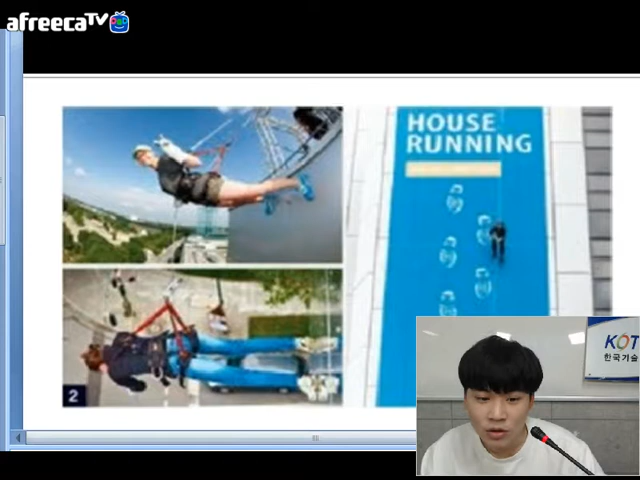 afreecaTV
HOUSE
RUNNING
2
KOT
한국기술